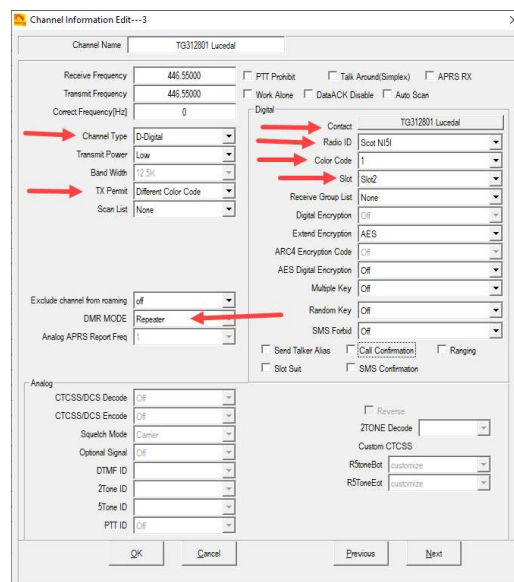 Channel Information Edit---3
Channel Name TG312801 Lucedal
Receive Frequency 446.55000 PTT Prohibit Talk Around(Simplex) APRS RX
Transmit Frequency 446.55000 Work Alone DataACK Disable Auto Scan
Correct Frequency[Hz] 0 Digital
Contact TG312801 Lucedal
Channel Type D-Digital Radio ID Scot NI5I
Transmit Power Low Color Code 1
Band Width 12.5K Slot Slot2
TX Permit Different Color Code Receive Group List None
Scan List None Digital Encryption Off
Extend Encryption AES
ARC4 Encryption Code Off
AES Digital Encryption Off
Multiple Key Off
Exclude channel from roaming off Random Key Off
DMR MODE Repeater SMS Forbid Off
Analog APRS Report Freq 1
Send Talker Alias Call Confirmation Ranging
Slot Suit SMS Confirmation
Analog
CTCSS/DCS Decode Off
CTCSS/DCS Encode Off Reverse
Squelch Mode Carrier 2TONE Decode
Optional Signal Off Custom CTCSS
DTMF ID R5toneBot customize
2Tone ID R5ToneEot customize
5Tone ID
PTT ID Off
OK Cancel Previous Next